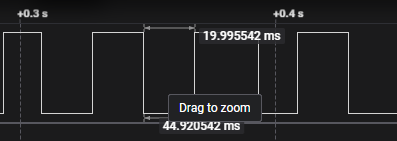 +0.3 s +0.4 s
19.995542 ms
Drag to zoom
44.920542 ms